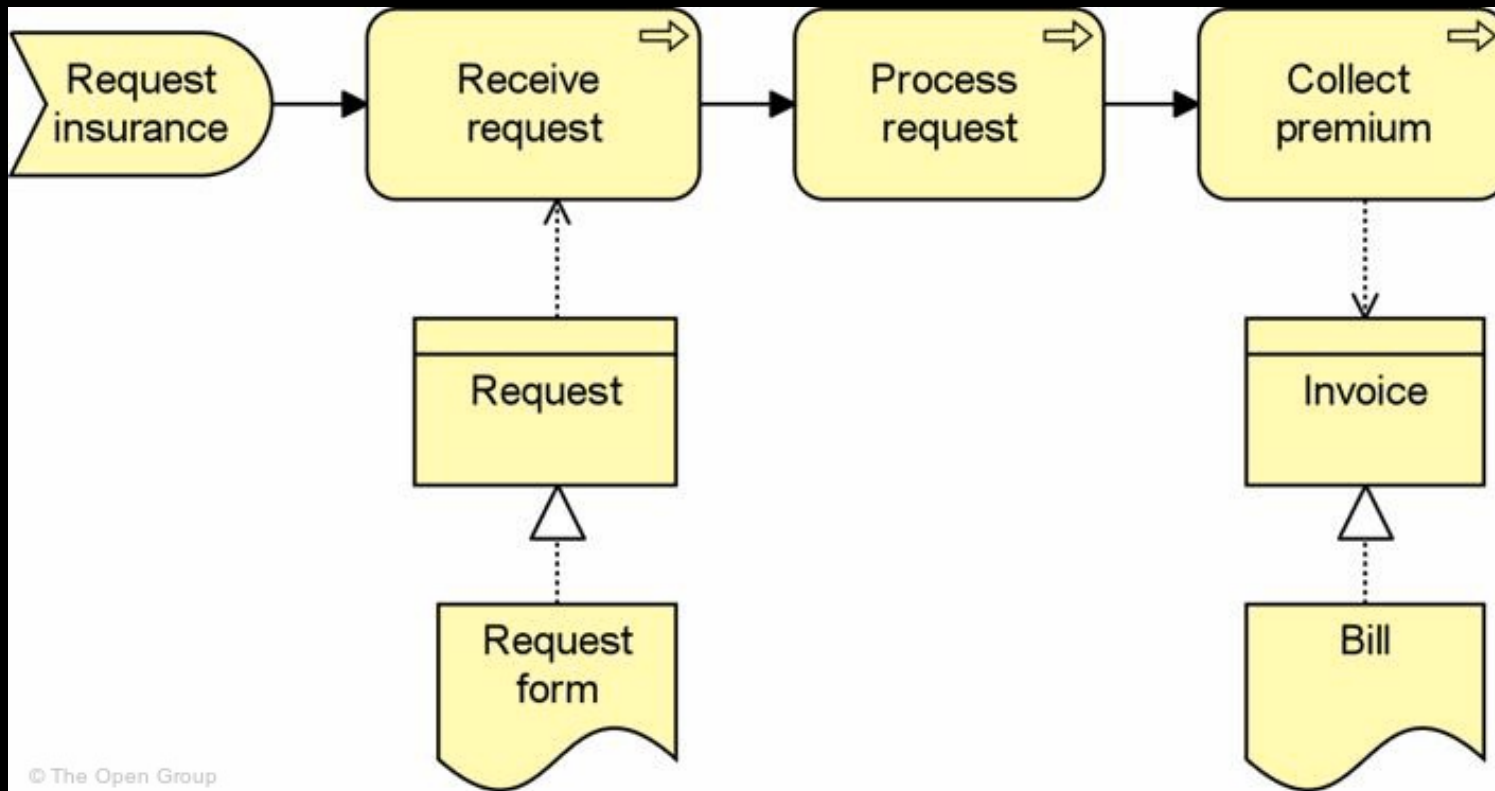 Request
insurance
Receive
request
Process
request
Collect
premium
Request
Invoice
Request
form
Bill
© The Open Group